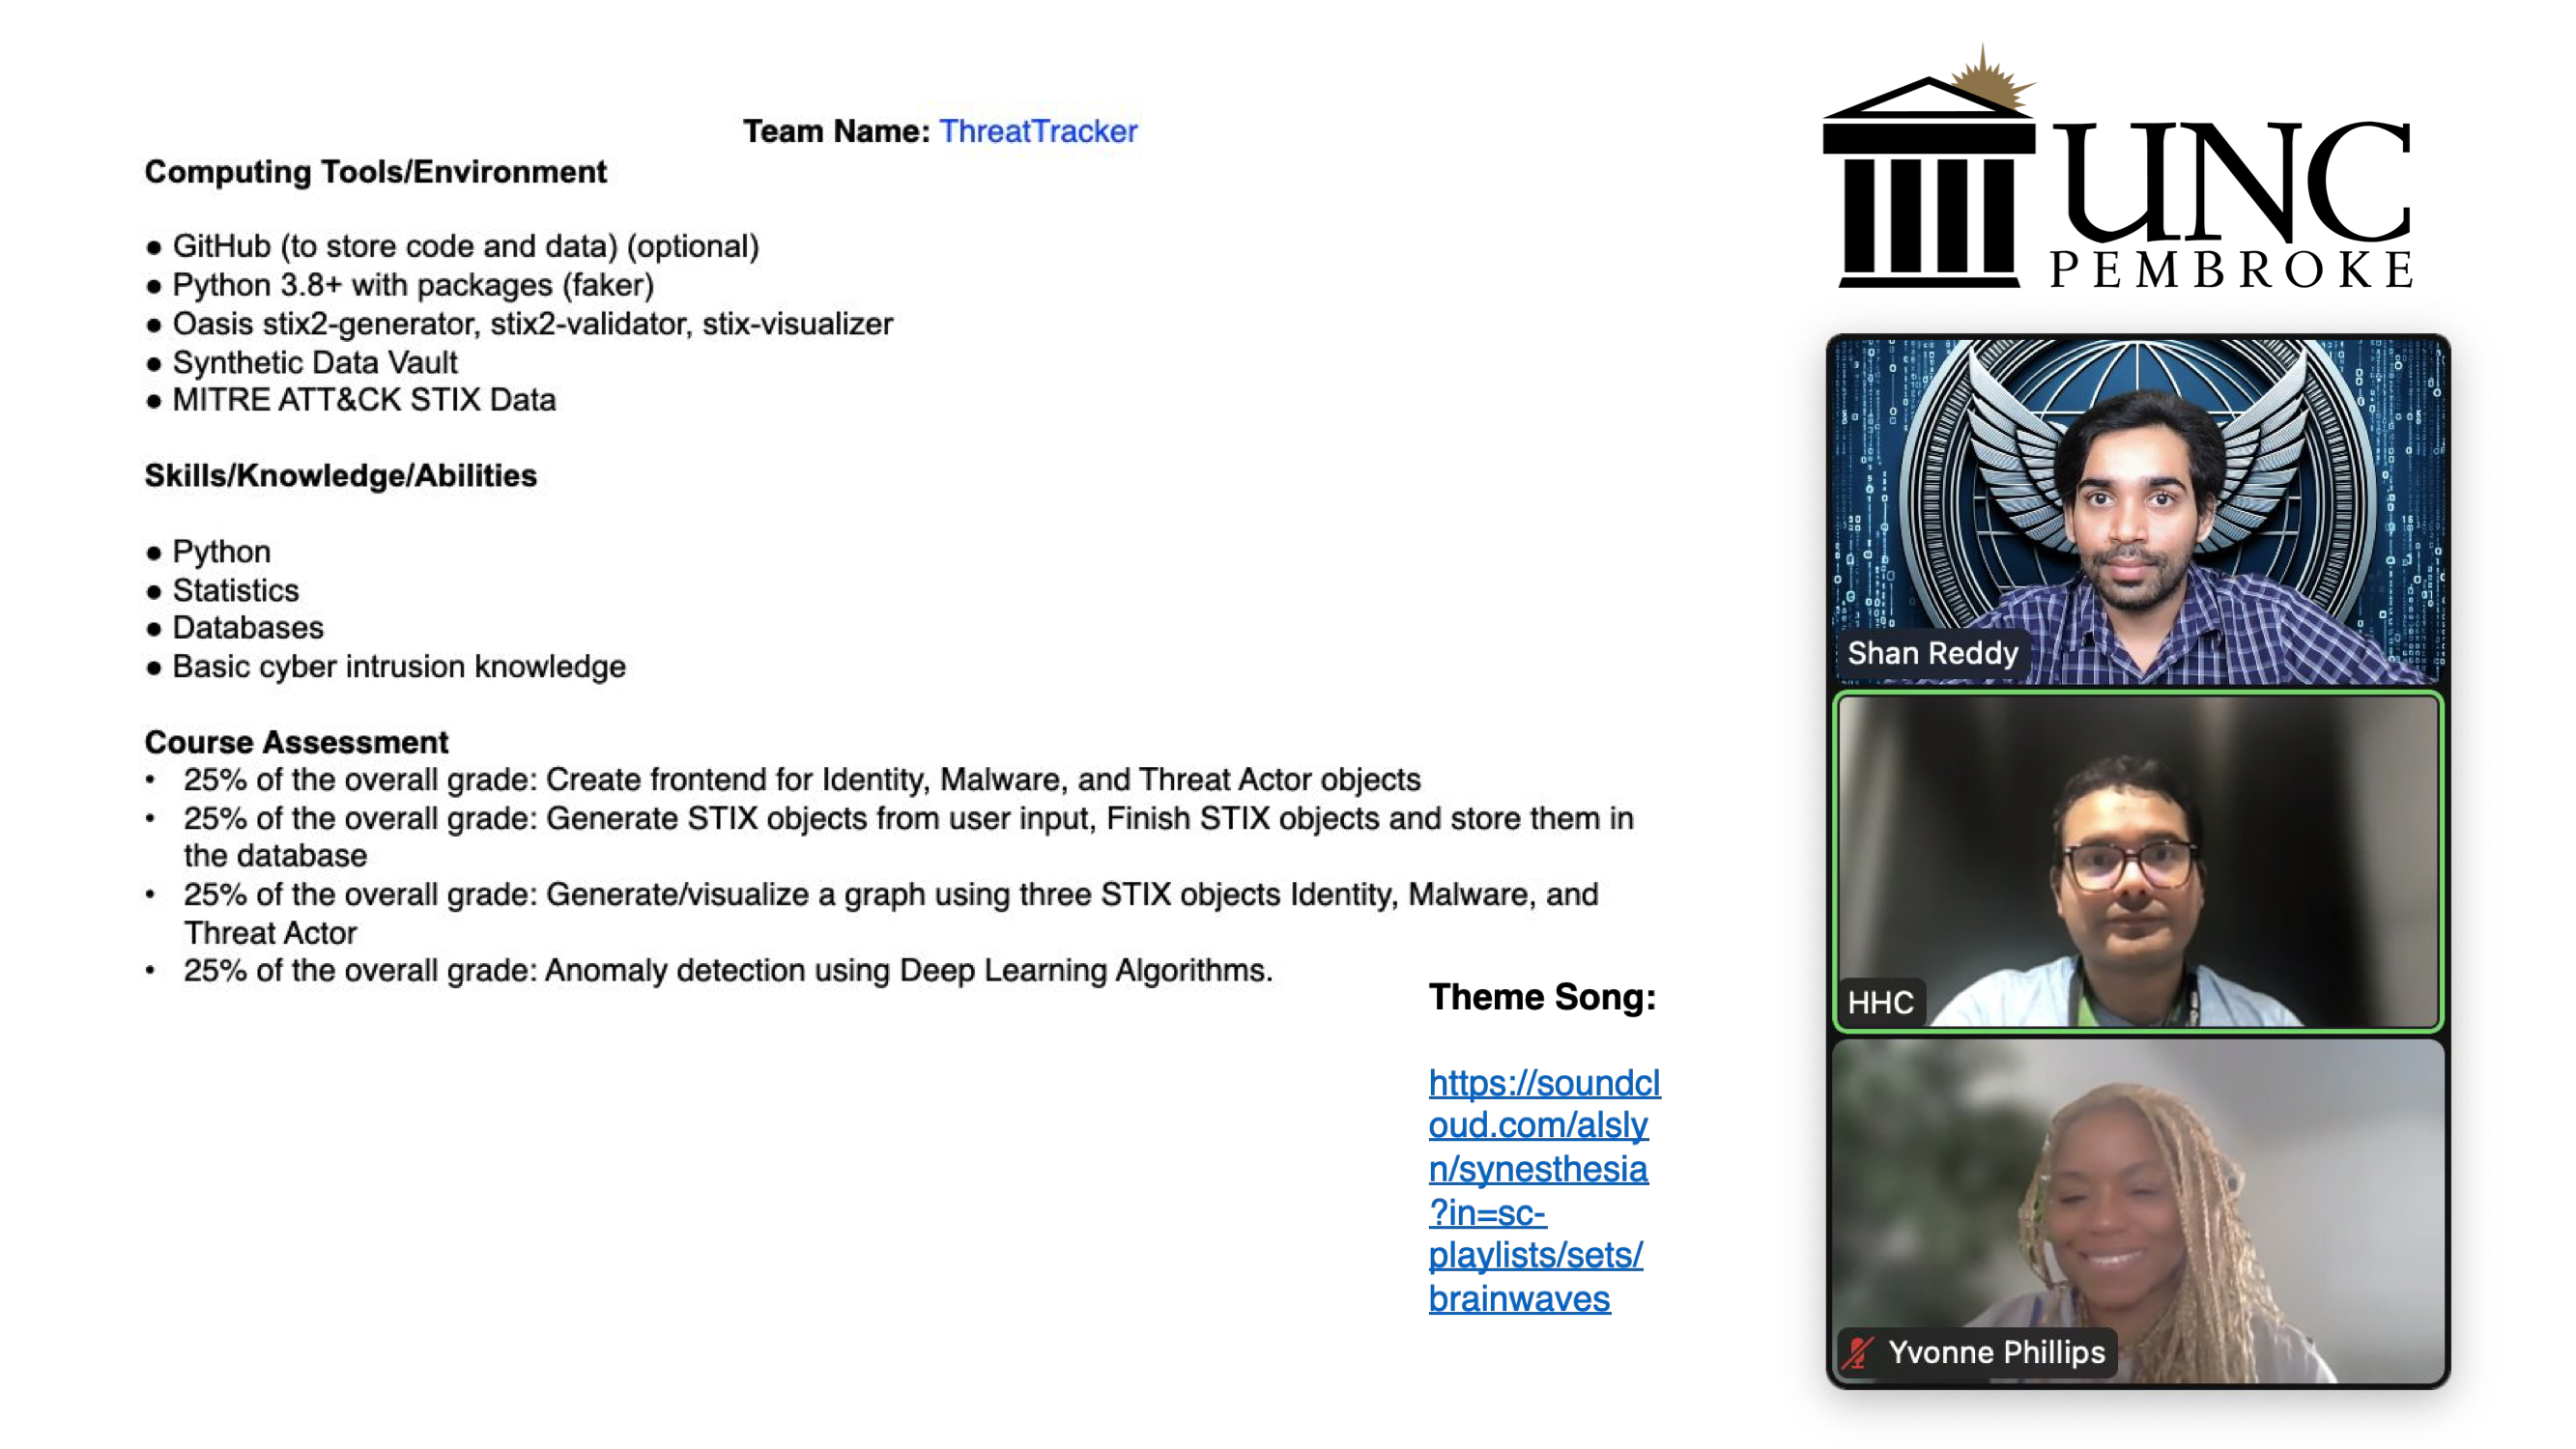 Team Name: ThreatTracker
Computing Tools/Environment
● GitHub (to store code and data) (optional)
● Python 3.8+ with packages (faker)
● Oasis stix2-generator, stix2-validator, stix-visualizer
● Synthetic Data Vault
● MITRE ATT&CK STIX Data
Skills/Knowledge/Abilities
● Python
● Statistics
● Databases
● Basic cyber intrusion knowledge
Course Assessment
• 25% of the overall grade: Create frontend for Identity, Malware, and Threat Actor objects
• 25% of the overall grade: Generate STIX objects from user input, Finish STIX objects and store them in
the database
• 25% of the overall grade: Generate/visualize a graph using three STIX objects Identity, Malware, and
Threat Actor
• 25% of the overall grade: Anomaly detection using Deep Learning Algorithms.
Theme Song:
https://soundcl
oud.com/alsly
n/synesthesia
?in=sc-
playlists/sets/
brainwaves
UNC
PEMBROKE
Shan Reddy
HHC
Yvonne Phillips